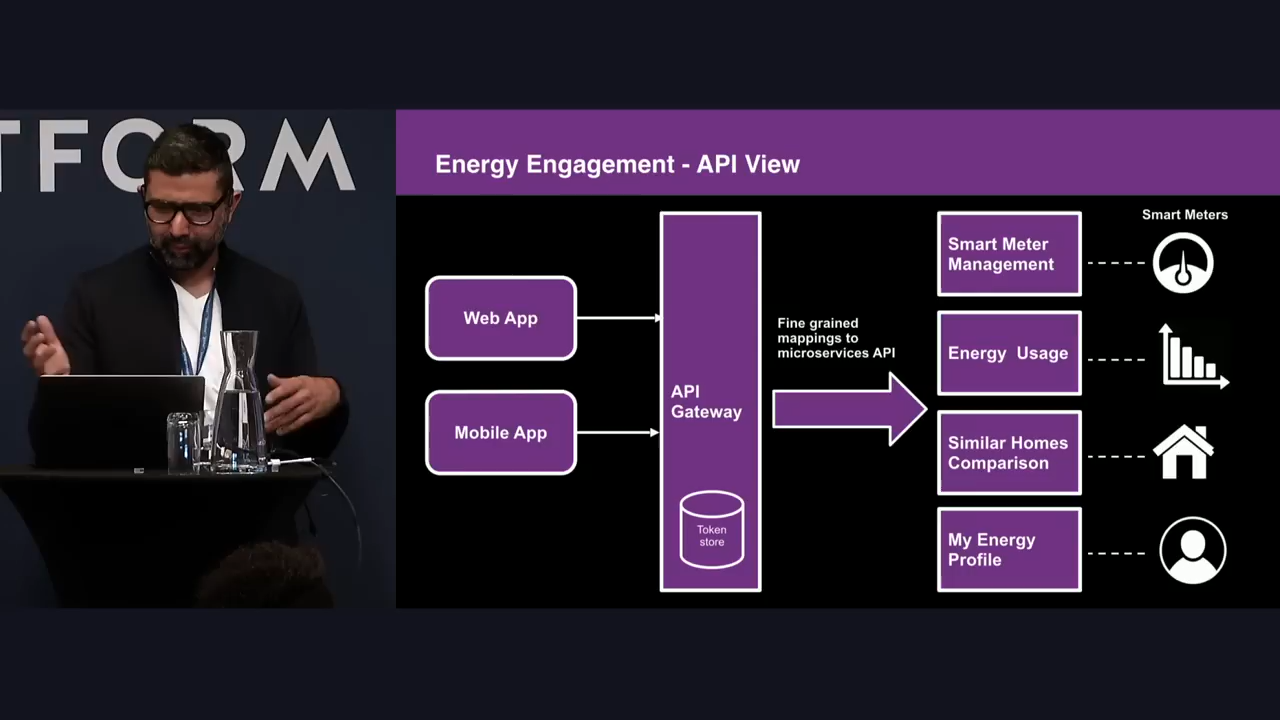 TFORM
Energy Engagement - API View
Smart Meters
Smart Meter
Management
Web App
Fine grained
mappings to
microservices API
Energy Usage
API
Gateway
Mobile App
Similar Homes
Comparison
Token
store
My Energy
Profile